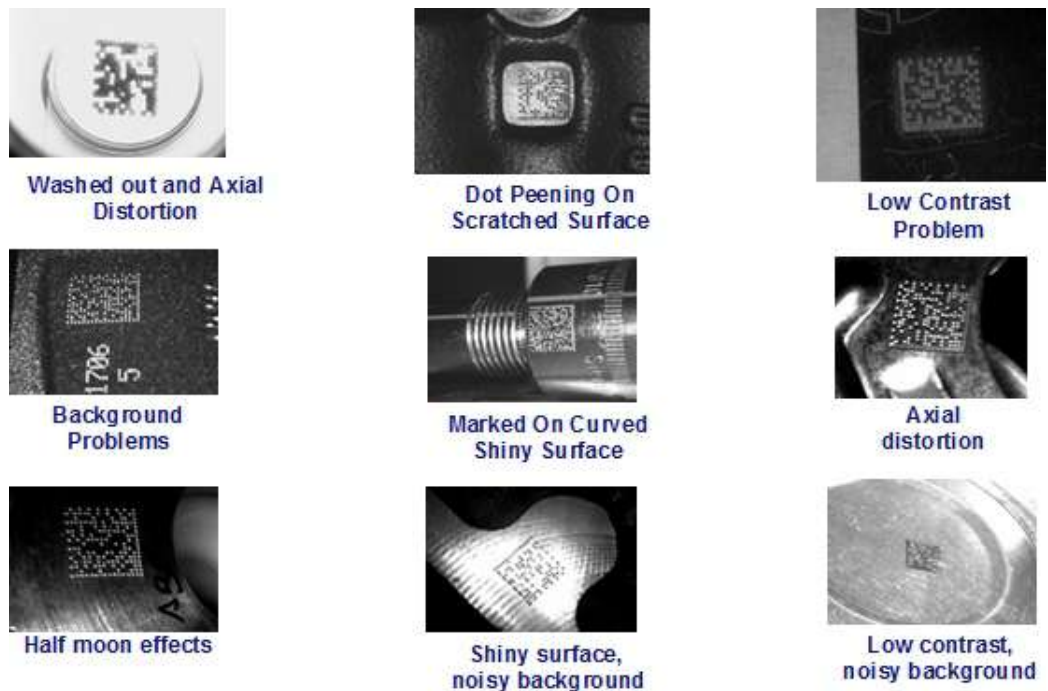 Washed out and Axial
Distortion
Dot Peening On
Scratched Surface
Low Contrast
Problem
1706
5
Background
Problems
Marked On Curved
Shiny Surface
Axial
distortion
Half moon effects
Shiny surface,
noisy background
Low contrast,
noisy background